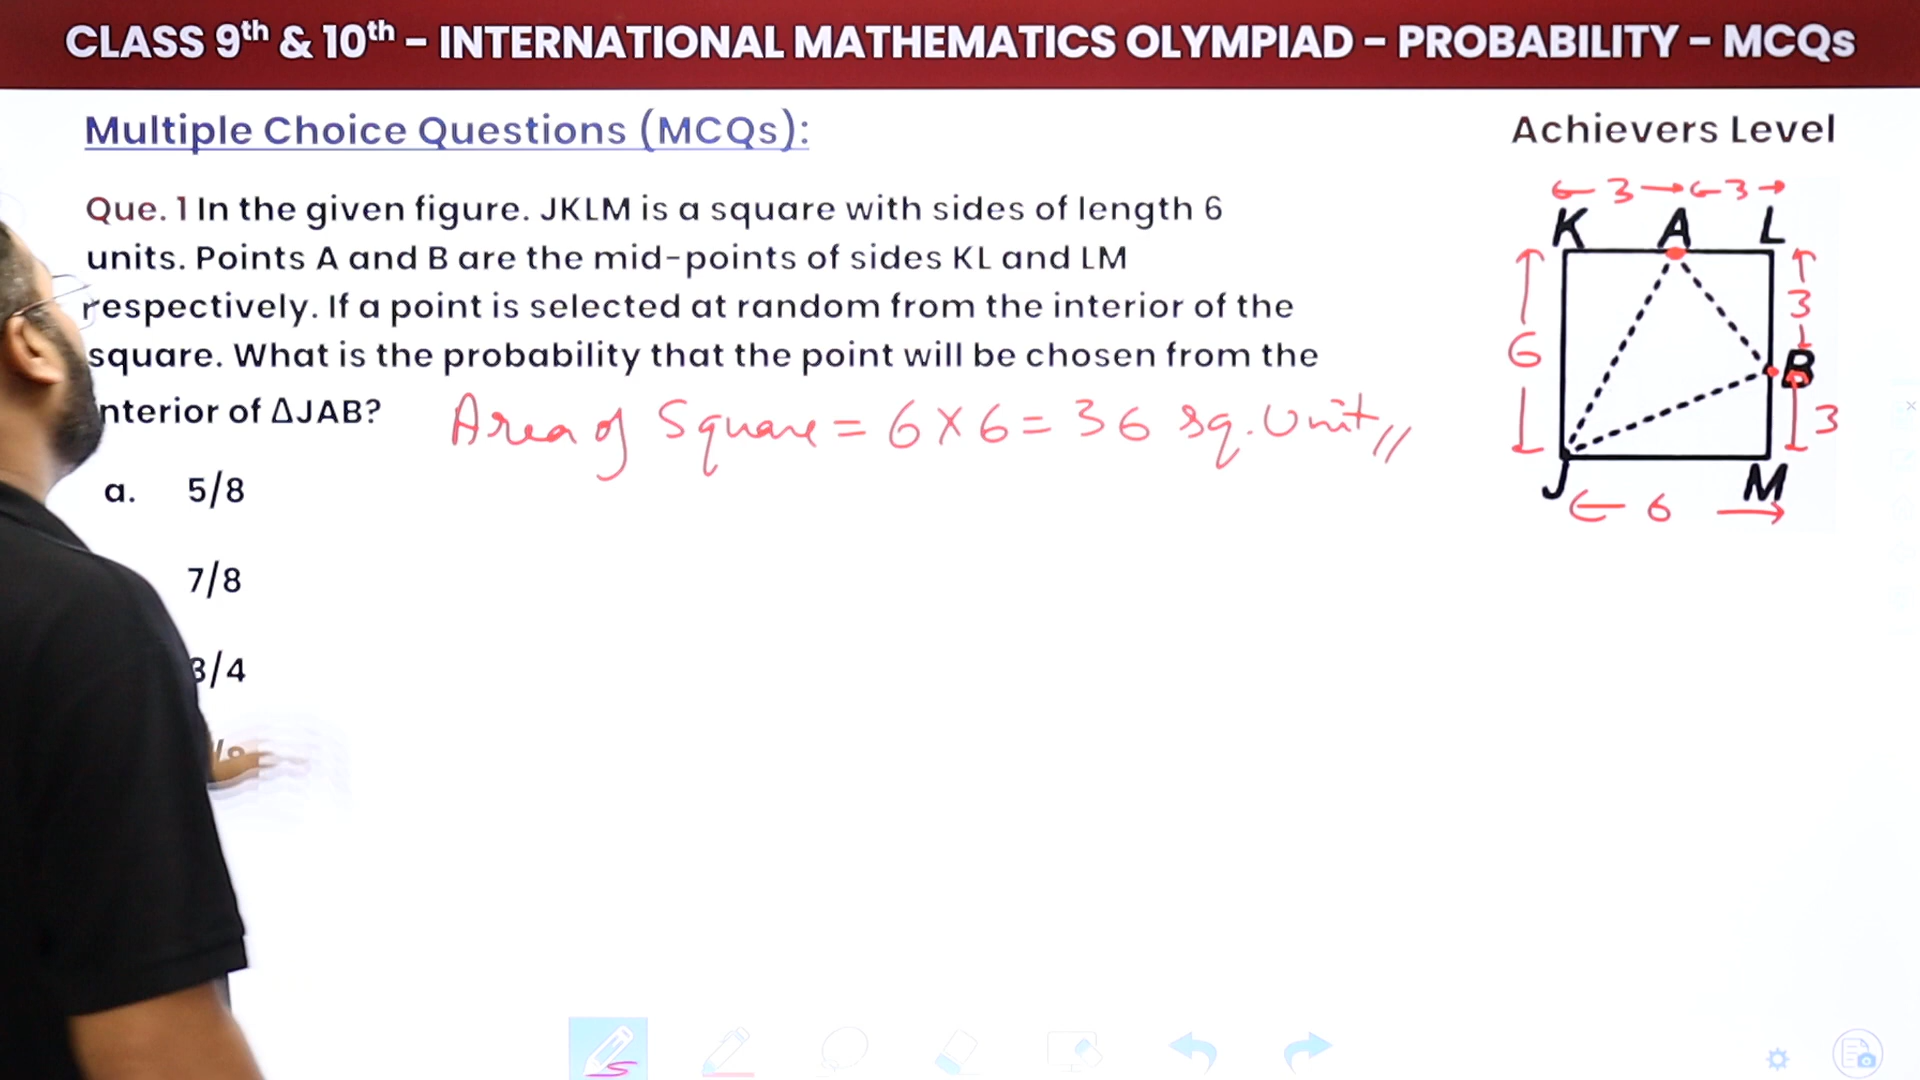 CLASS 9th & 10th - INTERNATIONAL MATHEMATICS OLYMPIAD - PROBABILITY - MCQs
Multiple Choice Questions (MCQs):
Achievers Level
Que. 1 In the given figure. JKLM is a square with sides of length 6
units. Points A and B are the mid-points of sides KL and LM
respectively. If a point is selected at random from the interior of the
square. What is the probability that the point will be chosen from the
nterior of ΔJAB?
Area of Square = 6 × 6 = 36 sq. Unit //
a. 5/8
7/8
3/4
3 3
K A L
6
3
B
3
J M
6